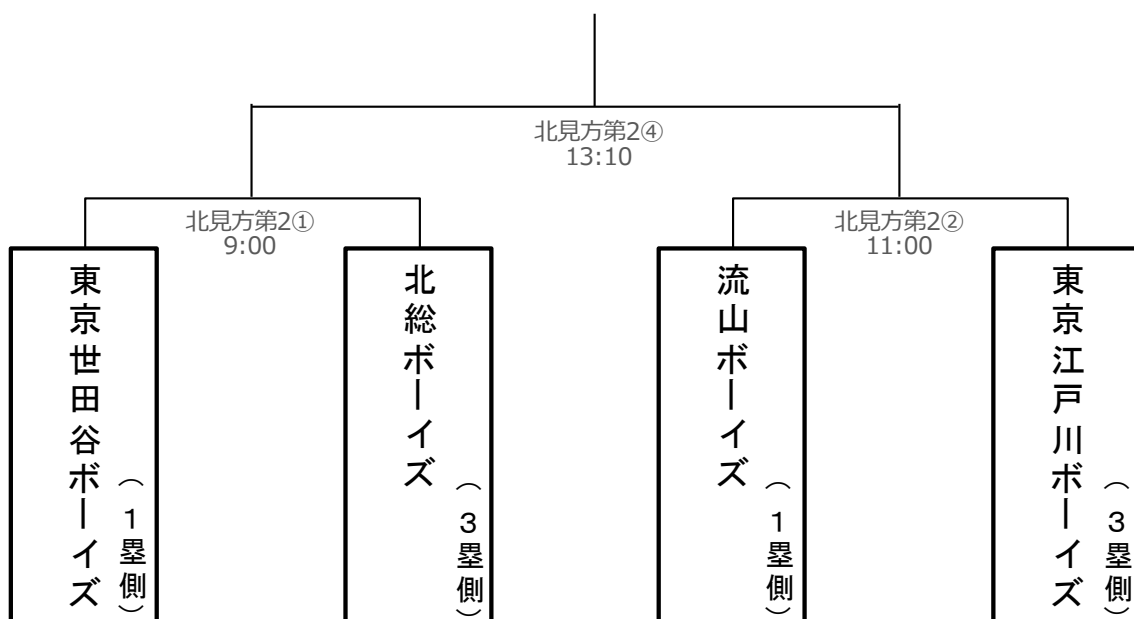 北見方第2④
13:10
北見方第2①
9:00
北見方第2②
11:00
東京世田谷ボーイズ
（1塁側）
北総ボーイズ
（3塁側）
流山ボーイズ
（1塁側）
東京江戸川ボーイズ
（3塁側）